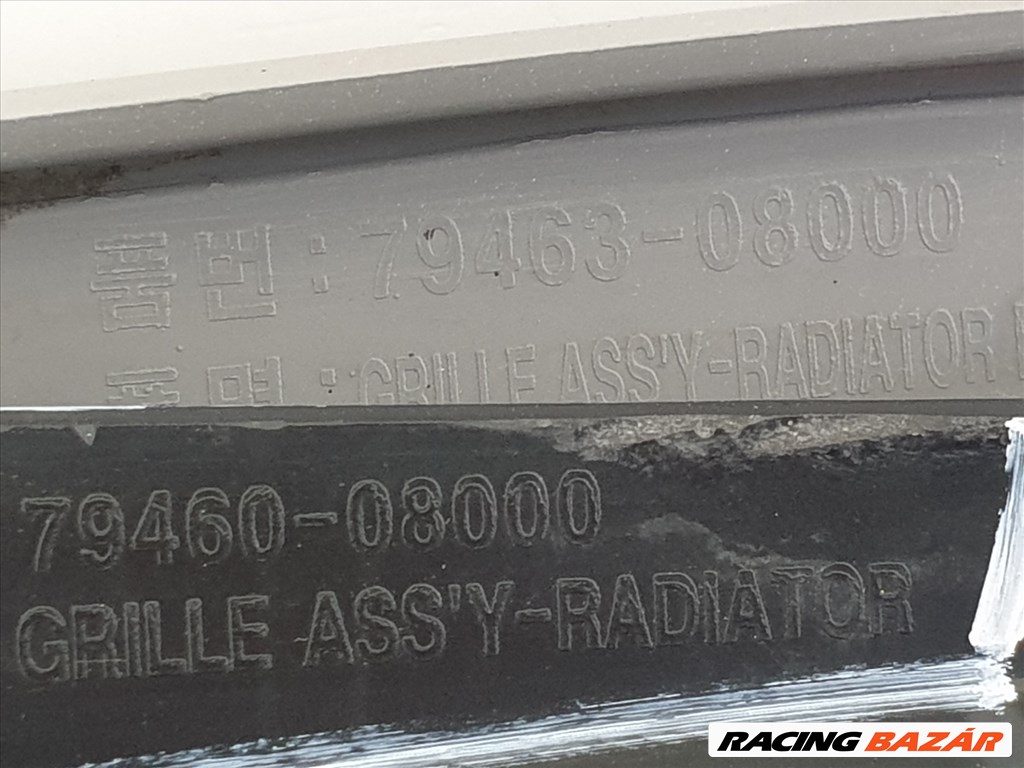 품번 : 79463-08000
품명 : GRILLE ASS'Y-RADIATOR
79460-08000
GRILLE ASS'Y-RADIATOR
RACING BAZÁR